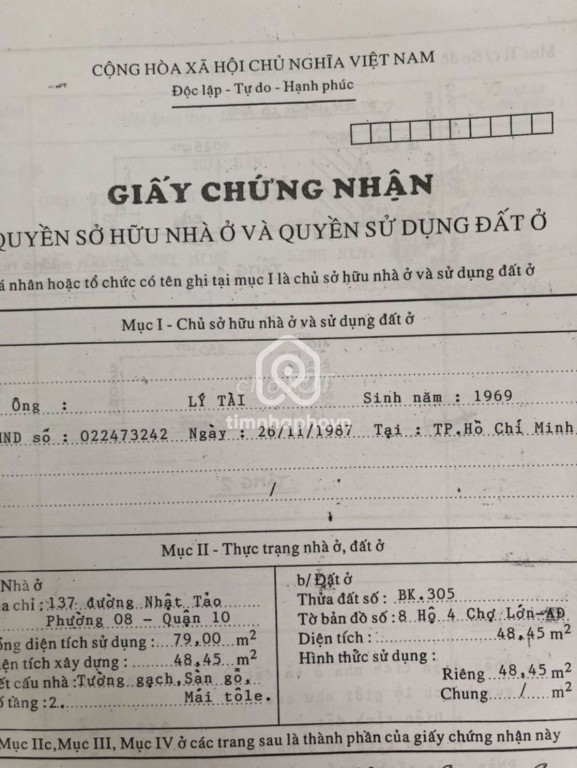 CỘNG HÒA XÃ HỘI CHỦ NGHĨA VIỆT NAM
Độc lập - Tự do - Hạnh phúc
GIẤY CHỨNG NHẬN
QUYỀN SỞ HỮU NHÀ Ở VÀ QUYỀN SỬ DỤNG ĐẤT Ở
á nhân hoặc tổ chức có tên ghi tại mục I là chủ sở hữu nhà ở và sử dụng đất ở
Mục I - Chủ sở hữu nhà ở và sử dụng đất ở
Ông : LÝ TÀI Sinh năm : 1969
timnhaphovn
MND số : 022473242 Ngày : 26/11/1987 Tại : TP.Hồ Chí Minh
/
Mục II - Thực trạng nhà ở, đất ở
Nhà ở
a chỉ : 137 đường Nhật Tảo
Phường 08 - Quận 10
ổng diện tích sử dụng : 79,00 m²
ện tích xây dựng : 48,45 m²
ết cấu nhà : Tường gạch, Sàn gỗ,
Mái tôle.
ố tầng : 2.
b/ Đất ở
Thửa đất số : BK.305
Tờ bản đồ số : 8 Hộ 4 Chợ Lớn-AĐ
Diện tích : 48,45 m²
Hình thức sử dụng :
Riêng 48,45 m²
Chung / m²
Mục IIc, Mục III, Mục IV ở các trang sau là thành phần của giấy chứng nhận này